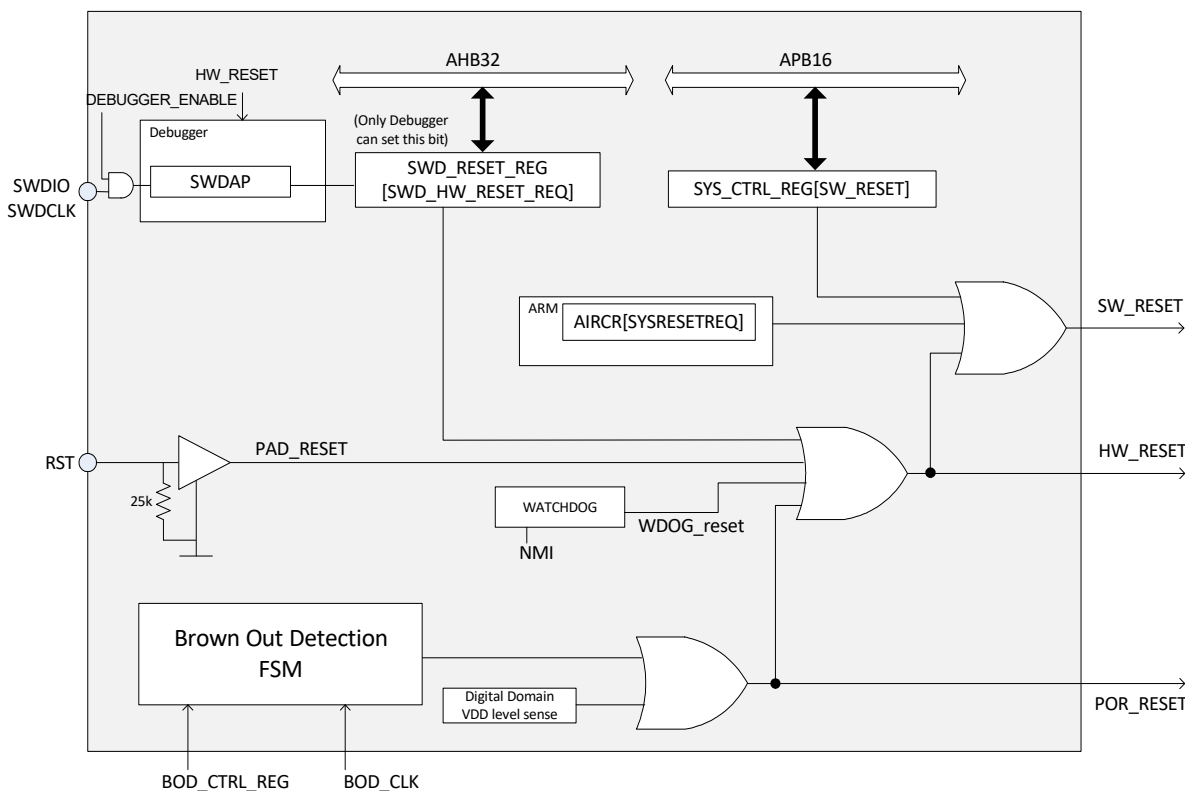 AHB32
APB16
HW_RESET
DEBUGGER_ENABLE
Debugger
(Only Debugger
can set this bit)
SWDAP
SWD_RESET_REG
[SWD_HW_RESET_REQ]
SYS_CTRL_REG[SW_RESET]
SWDIO
SWDCLK
ARM
AIRCR[SYSRESETREQ]
SW_RESET
RST
PAD_RESET
HW_RESET
25k
WATCHDOG
WDOG_reset
NMI
Brown Out Detection
FSM
Digital Domain
VDD level sense
POR_RESET
BOD_CTRL_REG
BOD_CLK